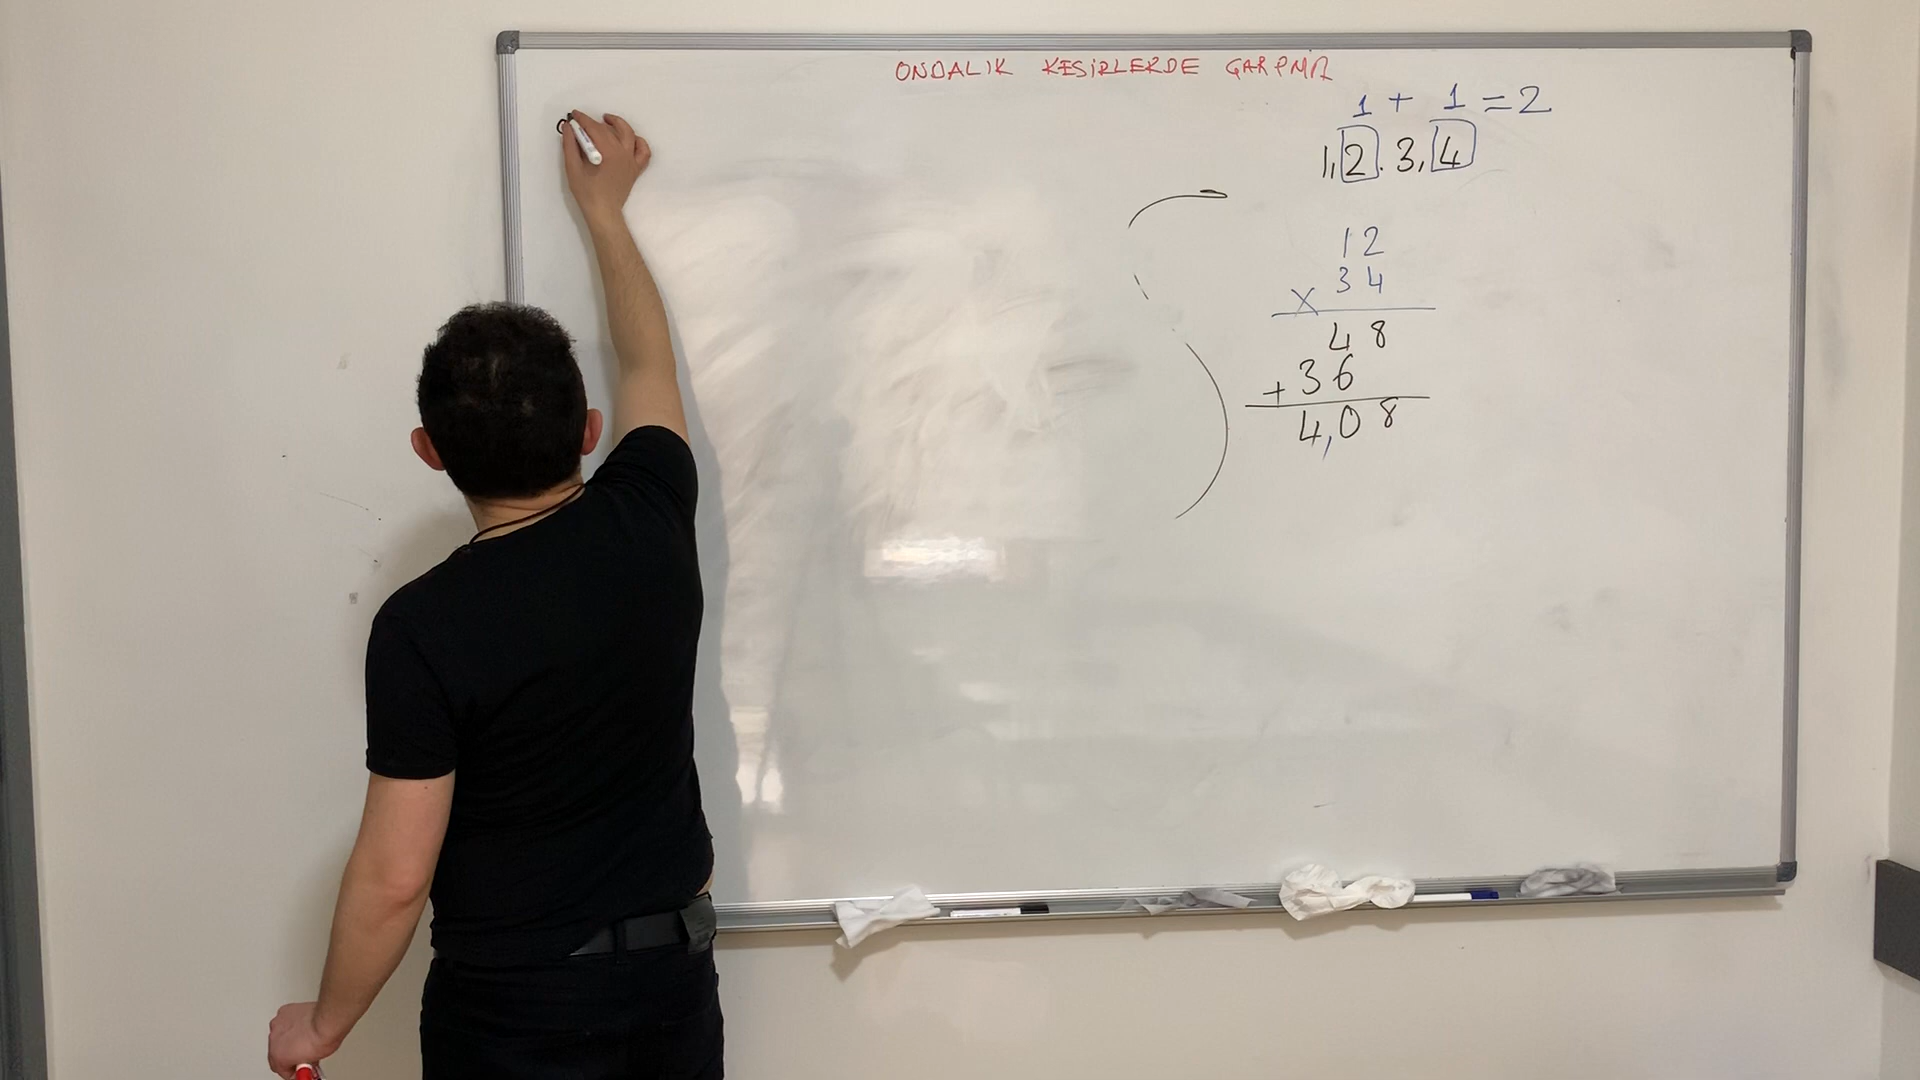 ONDALIK KESİRLERDE ÇARPMA
1 + 1 = 2
1,2 . 3,4
12
x 34
48
+ 36
4,08